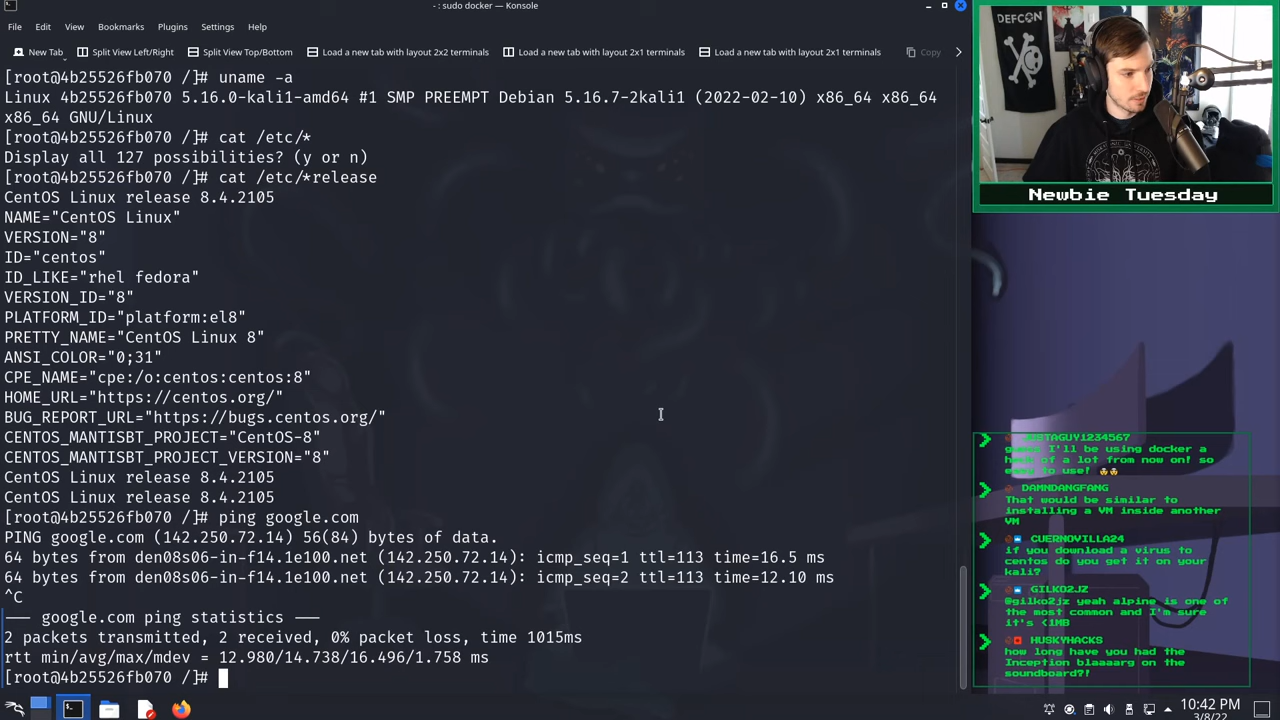 - : sudo docker — Konsole
File Edit View Bookmarks Plugins Settings Help
New Tab Split View Left/Right Split View Top/Bottom Load a new tab with layout 2x2 terminals Load a new tab with layout 2x1 terminals Load a new tab with layout 2x1 terminals Copy
[root@4b25526fb070 /]# uname -a
Linux 4b25526fb070 5.16.0-kali1-amd64 #1 SMP PREEMPT Debian 5.16.7-2kali1 (2022-02-10) x86_64 x86_64
x86_64 GNU/Linux
[root@4b25526fb070 /]# cat /etc/*
Display all 127 possibilities? (y or n)
[root@4b25526fb070 /]# cat /etc/*release
CentOS Linux release 8.4.2105
NAME="CentOS Linux"
VERSION="8"
ID="centos"
ID_LIKE="rhel fedora"
VERSION_ID="8"
PLATFORM_ID="platform:el8"
PRETTY_NAME="CentOS Linux 8"
ANSI_COLOR="0;31"
CPE_NAME="cpe:/o:centos:centos:8"
HOME_URL="https://centos.org/"
BUG_REPORT_URL="https://bugs.centos.org/"
CENTOS_MANTISBT_PROJECT="CentOS-8"
CENTOS_MANTISBT_PROJECT_VERSION="8"
CentOS Linux release 8.4.2105
CentOS Linux release 8.4.2105
[root@4b25526fb070 /]# ping google.com
PING google.com (142.250.72.14) 56(84) bytes of data.
64 bytes from den08s06-in-f14.1e100.net (142.250.72.14): icmp_seq=1 ttl=113 time=16.5 ms
64 bytes from den08s06-in-f14.1e100.net (142.250.72.14): icmp_seq=2 ttl=113 time=
^C
--- google.com ping statistics ---
2 packets transmitted, 2 received, 0% packet loss, time 1015ms
rtt min/avg/max/mdev = 12.980/14.738/16.496/1.758 ms
[root@4b25526fb070 /]#
DEFCON
Newbie Tuesday
I'll be using docker a
of a lot from now on! so
to use!
DAMNDANGFANG
That would be similar to
installing a VM inside another
VM
CUERNOVILLA24
if you download a virus to
centos do you get it on your
kali?
GILKO2JZ
@gilko2jz yeah alpine is one of
the most common and I'm sure
it's <1MB
HUSKYHACKS
how long have you had the
Inception blaaaarg on the
soundboard?!
10:42 PM
3/8/22